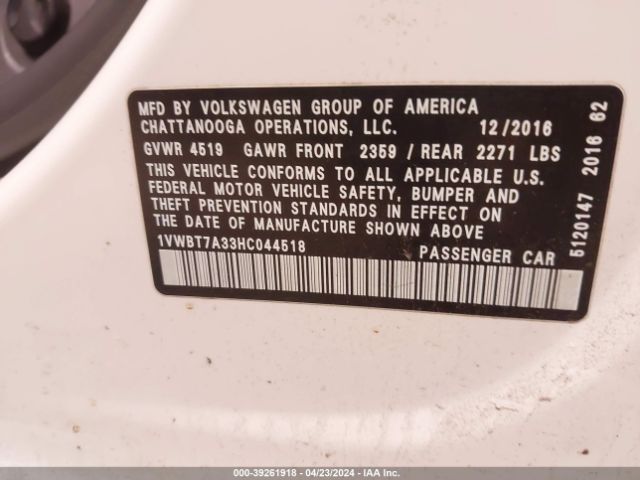 MFD BY VOLKSWAGEN GROUP OF AMERICA
CHATTANOOGA OPERATIONS, LLC. 12/2016
GVWR 4519 GAWR FRONT 2359 / REAR 2271 LBS
THIS VEHICLE CONFORMS TO ALL APPLICABLE U.S.
FEDERAL MOTOR VEHICLE SAFETY, BUMPER AND
THEFT PREVENTION STANDARDS IN EFFECT ON
THE DATE OF MANUFACTURE SHOWN ABOVE
1VWBT7A33HC044518 PASSENGER CAR
5120147 2016 62
000-39261918 - 04/23/2024 - IAA Inc.